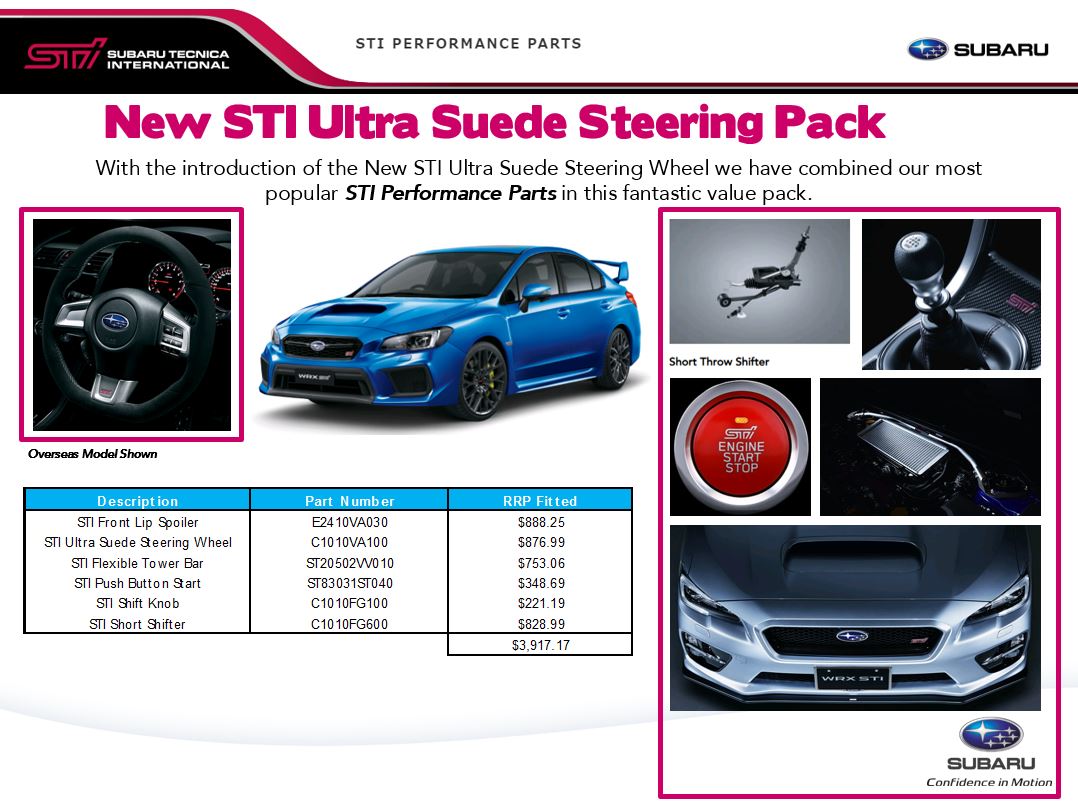 STI
SUBARU TECNICA
INTERNATIONAL
STI PERFORMANCE PARTS
SUBARU
New STI Ultra Suede Steering Pack
With the introduction of the New STI Ultra Suede Steering Wheel we have combined our most
popular STI Performance Parts in this fantastic value pack.
WRX STI
Overseas Model Shown
Short Throw Shifter
STI
STI
ENGINE
START
STOP
WRX STI
Description Part Number RRP Fitted
STI Front Lip Spoiler E2410VA030 $888.25
STI Ultra Suede Steering Wheel C1010VA100 $876.99
STI Flexible Tower Bar ST20502VV010 $753.06
STI Push Button Start ST83031ST040 $348.69
STI Shift Knob C1010FG100 $221.19
STI Short Shifter C1010FG600 $828.99
$3,917.17
SUBARU
Confidence in Motion